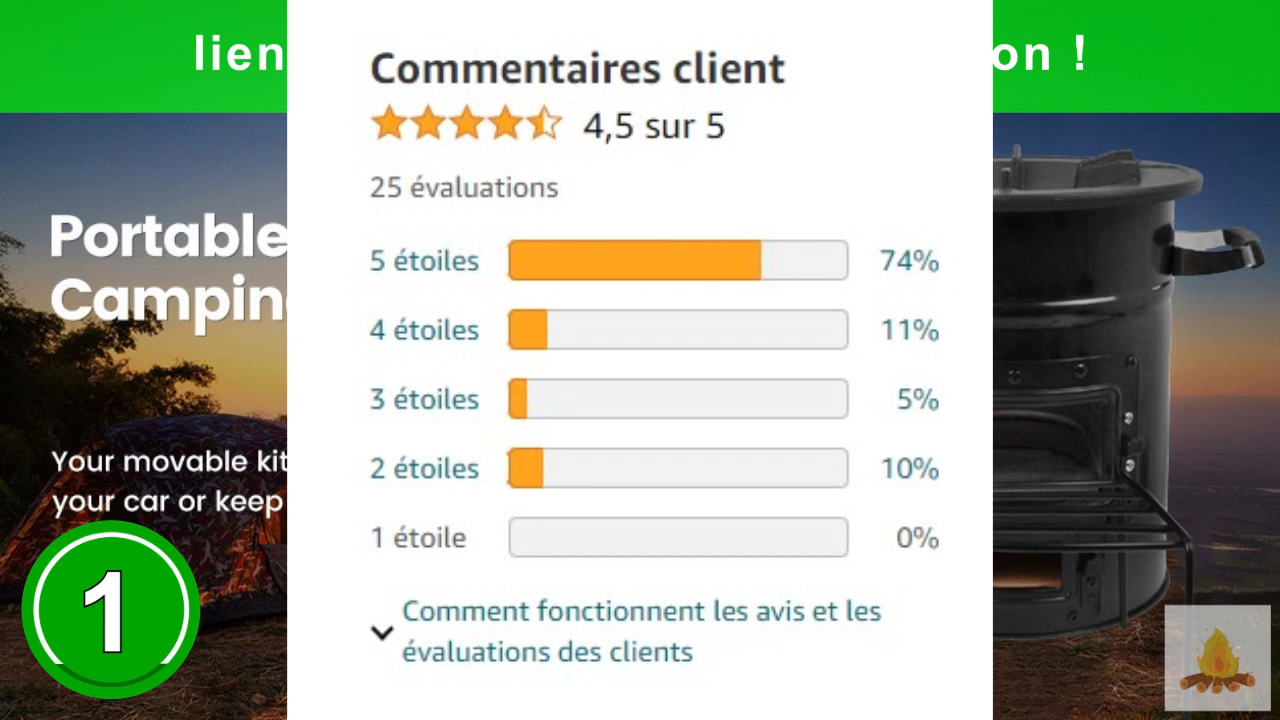 lien
on !
Commentaires client
4,5 sur 5
25 évaluations
5 étoiles 74%
4 étoiles 11%
3 étoiles 5%
2 étoiles 10%
1 étoile 0%
Comment fonctionnent les avis et les
évaluations des clients
Portable
Your movable kit
your car or keep
1